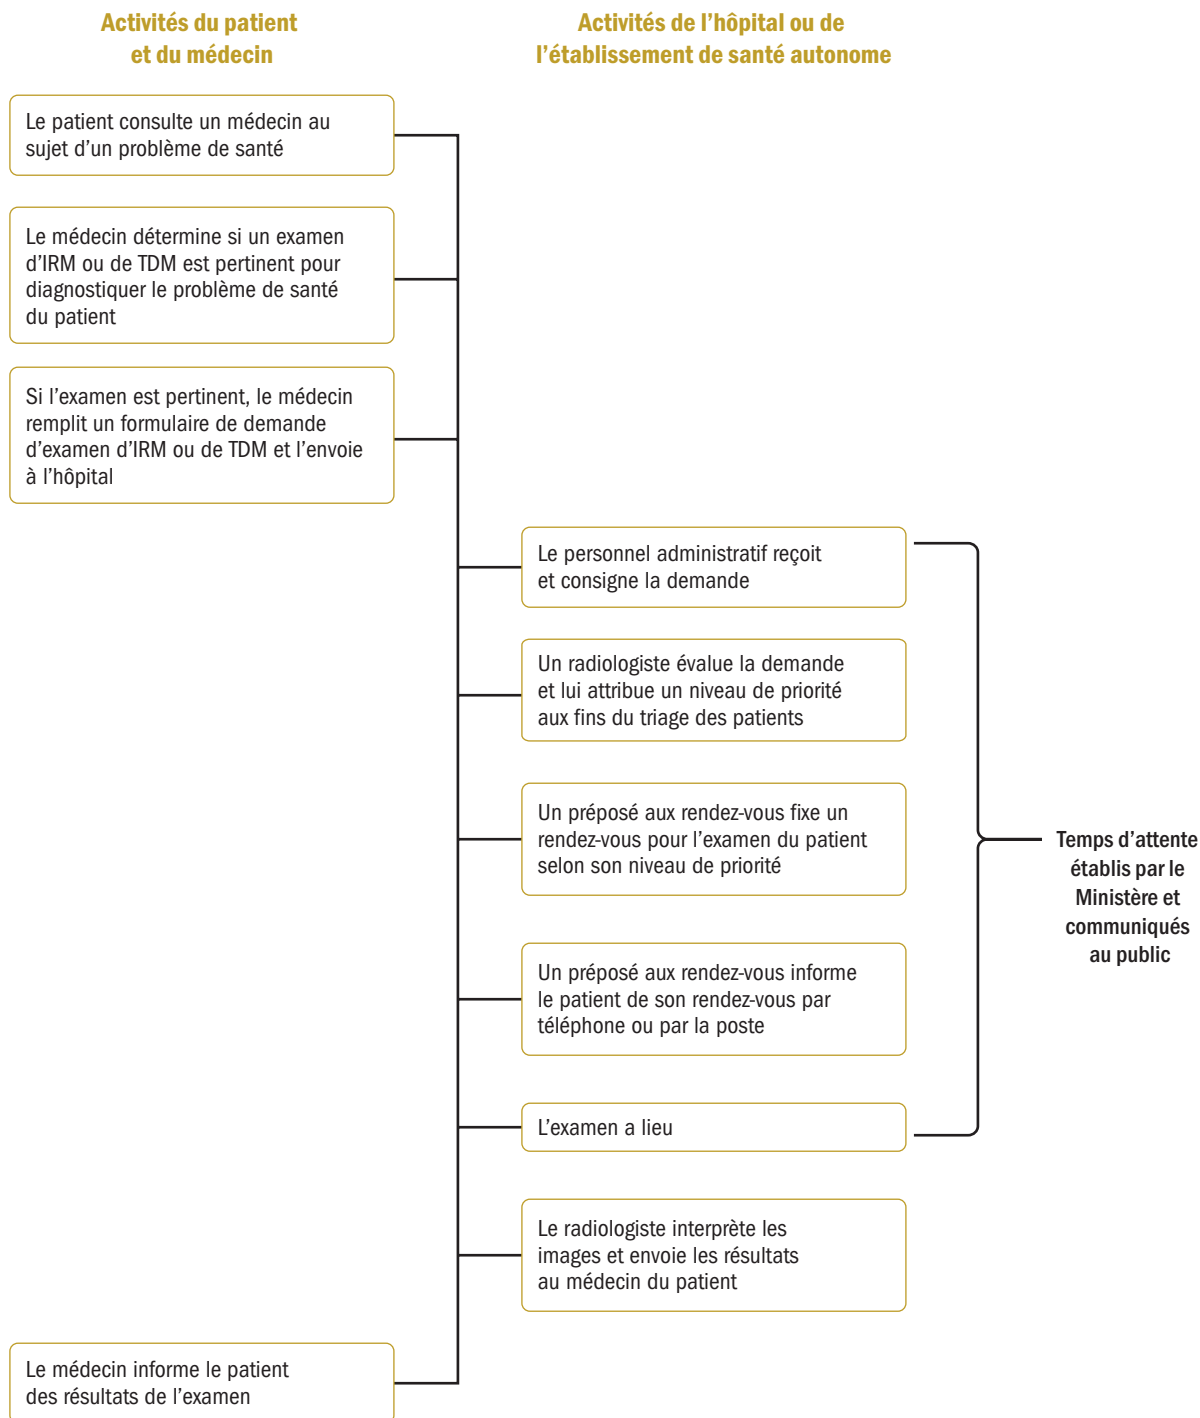 Activités du patient
et du médecin
Activités de l’hôpital ou de
l’établissement de santé autonome
Le patient consulte un médecin au
sujet d’un problème de santé
Le médecin détermine si un examen
d’IRM ou de TDM est pertinent pour
diagnostiquer le problème de santé
du patient
Si l’examen est pertinent, le médecin
remplit un formulaire de demande
d’examen d’IRM ou de TDM et l’envoie
à l’hôpital
Le personnel administratif reçoit
et consigne la demande
Un radiologiste évalue la demande
et lui attribue un niveau de priorité
aux fins du triage des patients
Un préposé aux rendez-vous fixe un
rendez-vous pour l’examen du patient
selon son niveau de priorité
Temps d’attente
établis par le
Ministère et
communiqués
au public
Un préposé aux rendez-vous informe
le patient de son rendez-vous par
téléphone ou par la poste
L’examen a lieu
Le radiologiste interprète les
images et envoie les résultats
au médecin du patient
Le médecin informe le patient
des résultats de l’examen